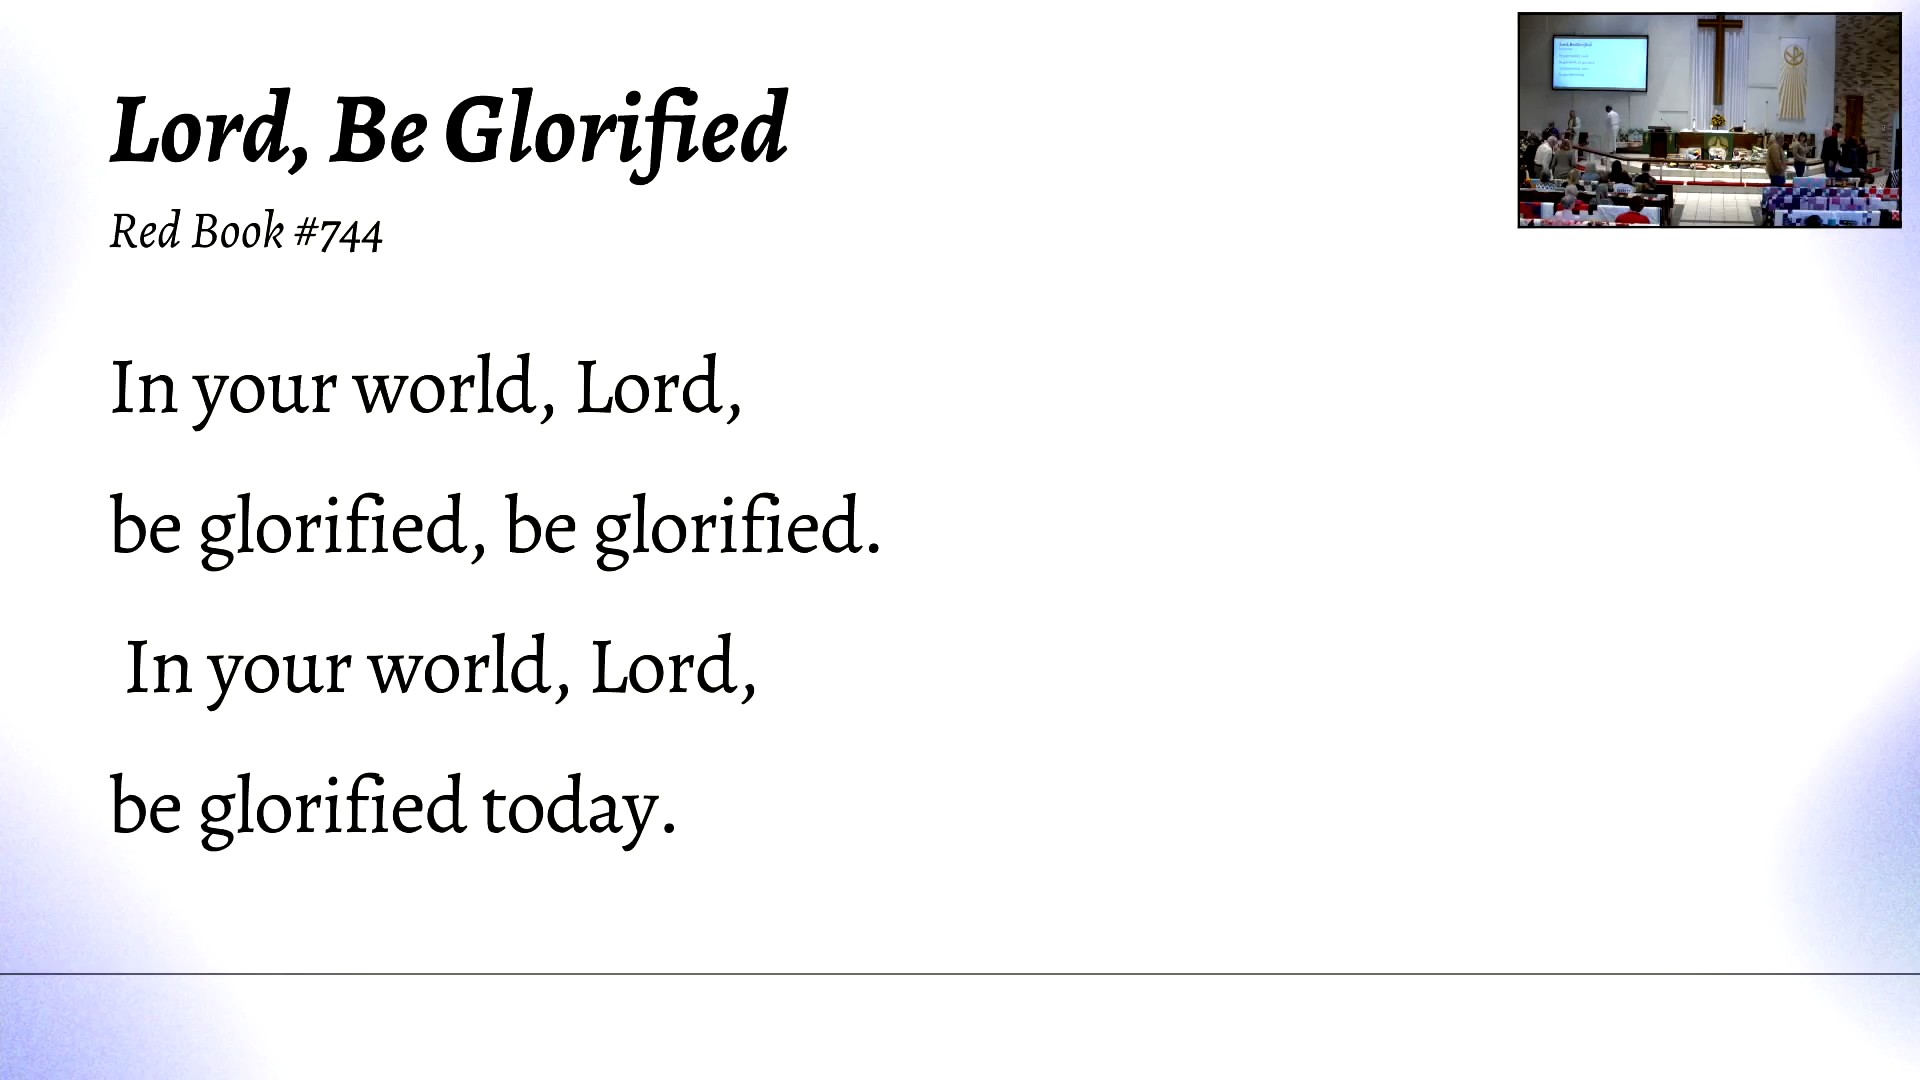 Lord, Be Glorified
Red Book #744
In your world, Lord,
be glorified, be glorified.
In your world, Lord,
be glorified today.